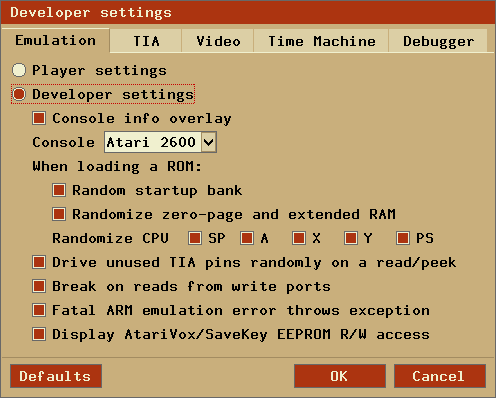 Developer settings
Emulation TIA Video Time Machine Debugger
Player settings
Developer settings
Console info overlay
Console Atari 2600
When loading a ROM:
Random startup bank
Randomize zero-page and extended RAM
Randomize CPU SP A X Y PS
Drive unused TIA pins randomly on a read/peek
Break on reads from write ports
Fatal ARM emulation error throws exception
Display AtariVox/SaveKey EEPROM R/W access
Defaults OK Cancel